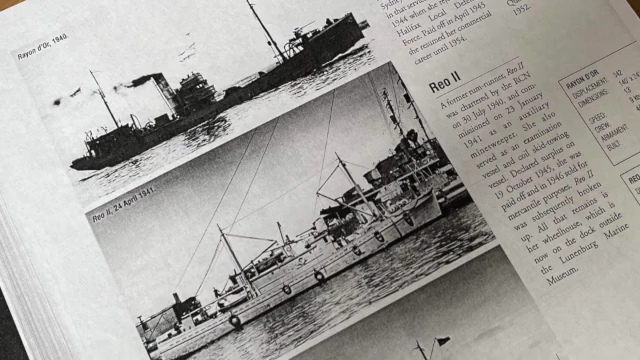 Rayon d'Or, 1940.
Sydney
in that service
1944 when she
Halifax Local
Force. Paid off in April 1945
she resumed her commercial
career until 1954.
1952.
Reo II, 24 April 1941
Reo II
A former rum-runner, Reo II
was chartered by the RCN
on 30 July 1940, and com-
missioned on 23 January
1941 as an auxiliary
minesweeper. She also
served as an examination
vessel and coil skid-towing
vessel. Declared surplus on
19 October 1945, she was
paid off and in 1946 sold for
mercantile purposes. Reo II
was subsequently broken
up. All that remains is
her wheelhouse, which is
now on the dock outside
the Lunenburg Marine
Museum.
RAYON D'OR
DISPLACEMENT: 342
DIMENSIONS:
SPEED:
CREW:
ARMAMENT:
BUILT